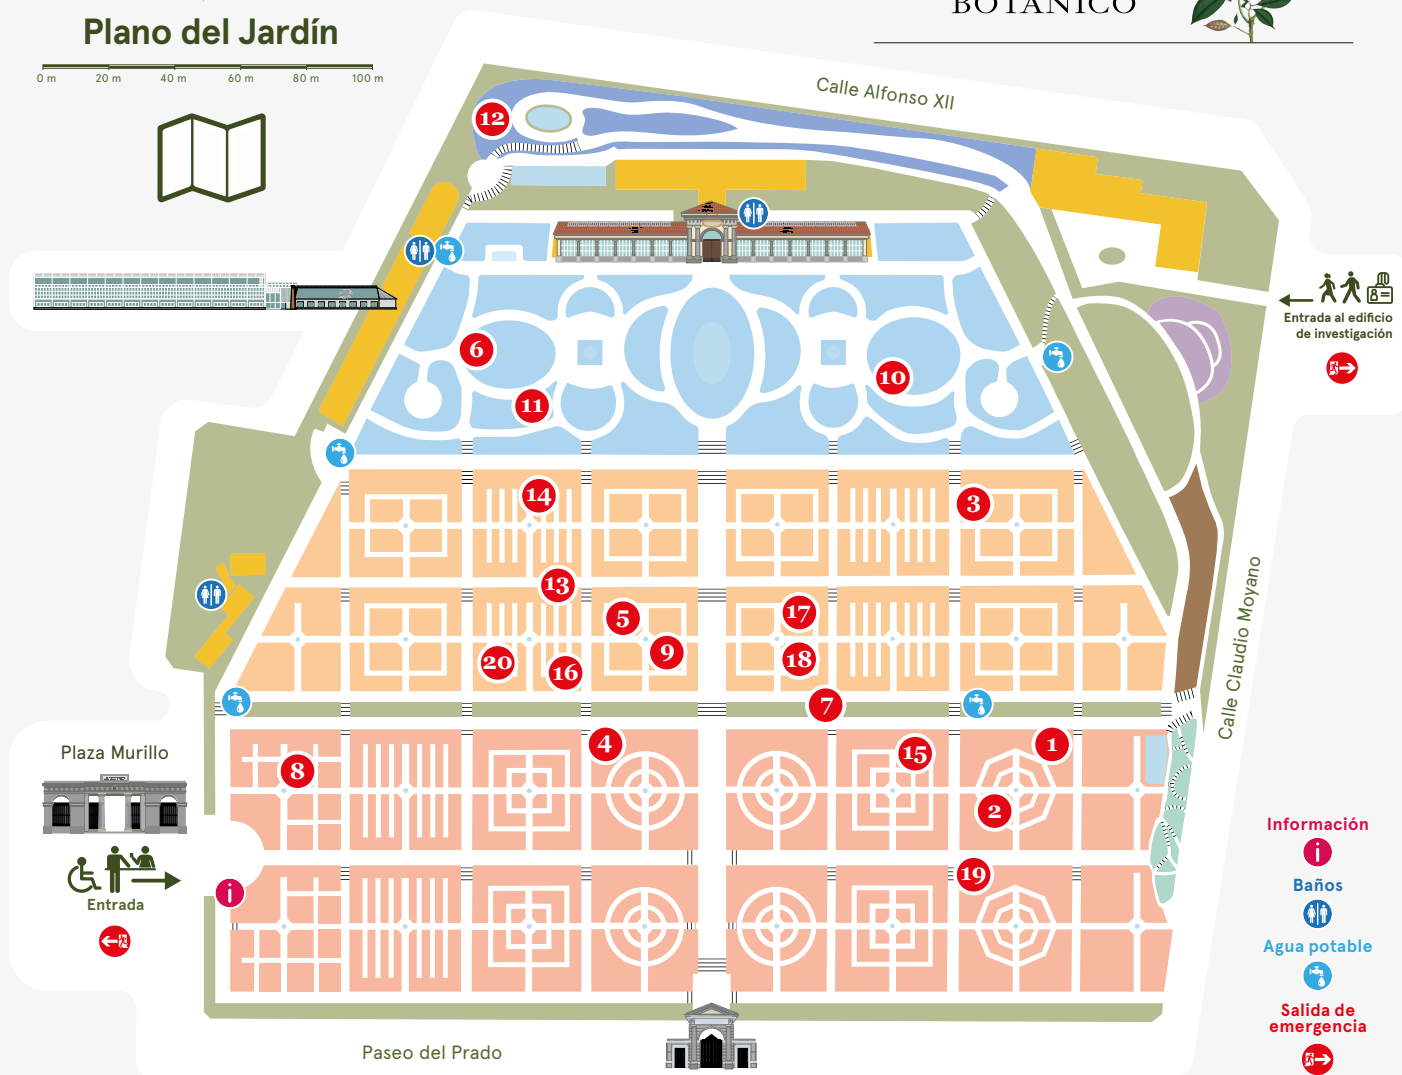 BOTÁNICO
Plano del Jardín
0 m 20 m 40 m 60 m 80 m 100 m
Calle Alfonso XII
12
Entrada al edificio
de investigación
6
10
11
14
3
13
5
17
9
18
20
16
7
Calle Claudio Moyano
Plaza Murillo
8
4
15
1
2
19
Entrada
i
Información
i
Baños
Agua potable
Salida de
emergencia
Paseo del Prado